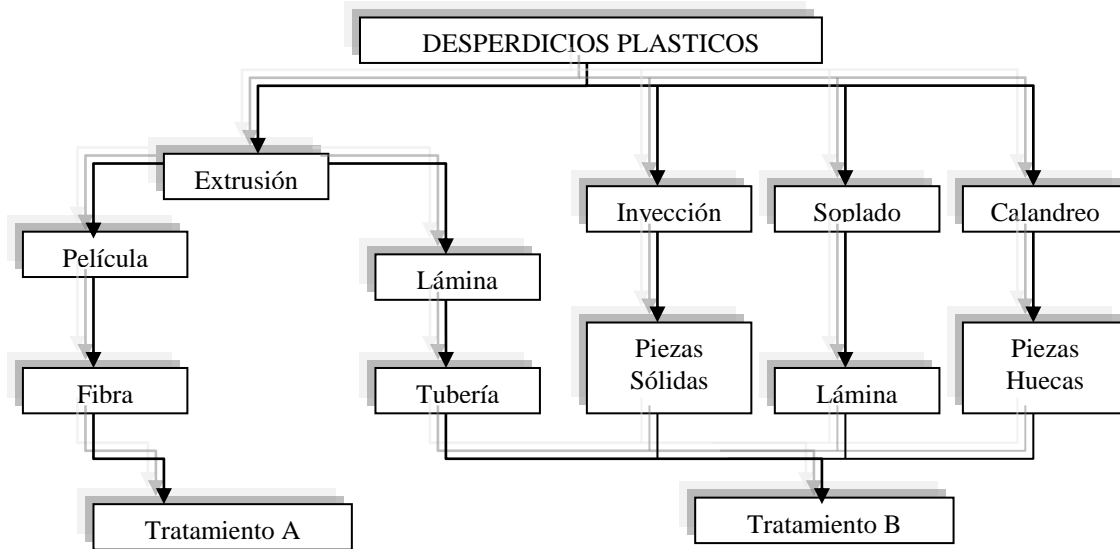 DESPERDICIOS PLASTICOS
Extrusión
Inyección
Soplado
Calandreo
Película
Lámina
Piezas
Sólidas
Piezas
Huecas
Fibra
Tubería
Lámina
Tratamiento A
Tratamiento B